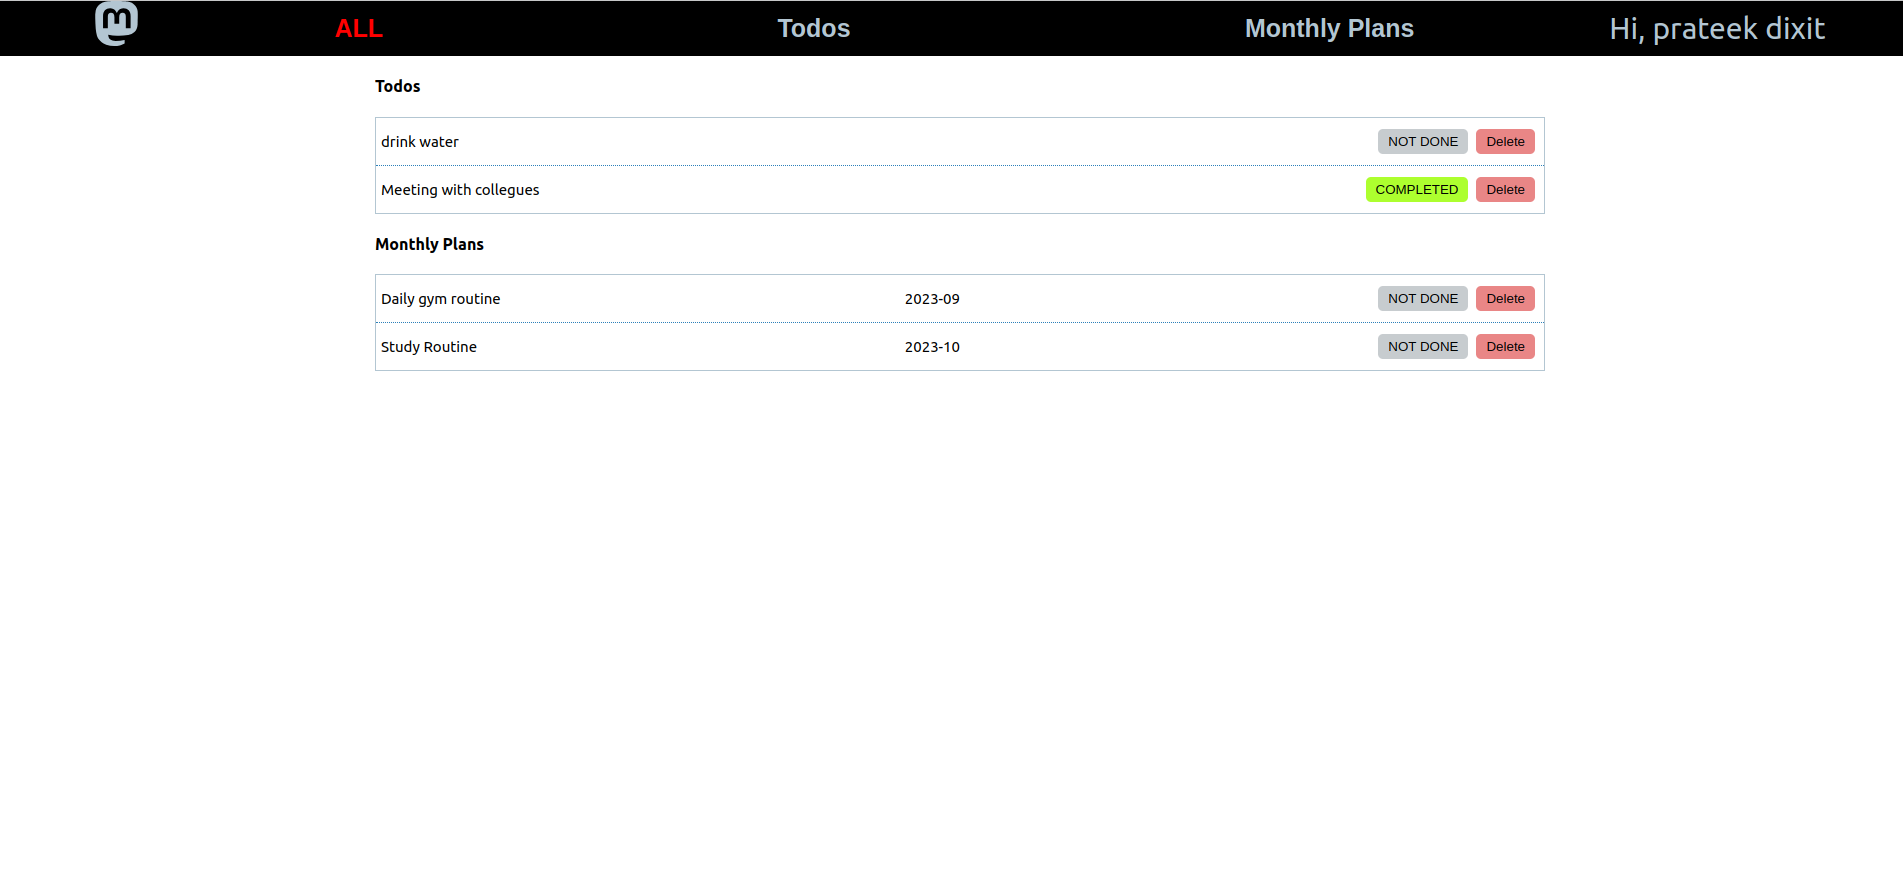 ALL Todos Monthly Plans Hi, prateek dixit
Todos
drink water NOT DONE Delete
Meeting with collegues COMPLETED Delete
Monthly Plans
Daily gym routine 2023-09 NOT DONE Delete
Study Routine 2023-10 NOT DONE Delete